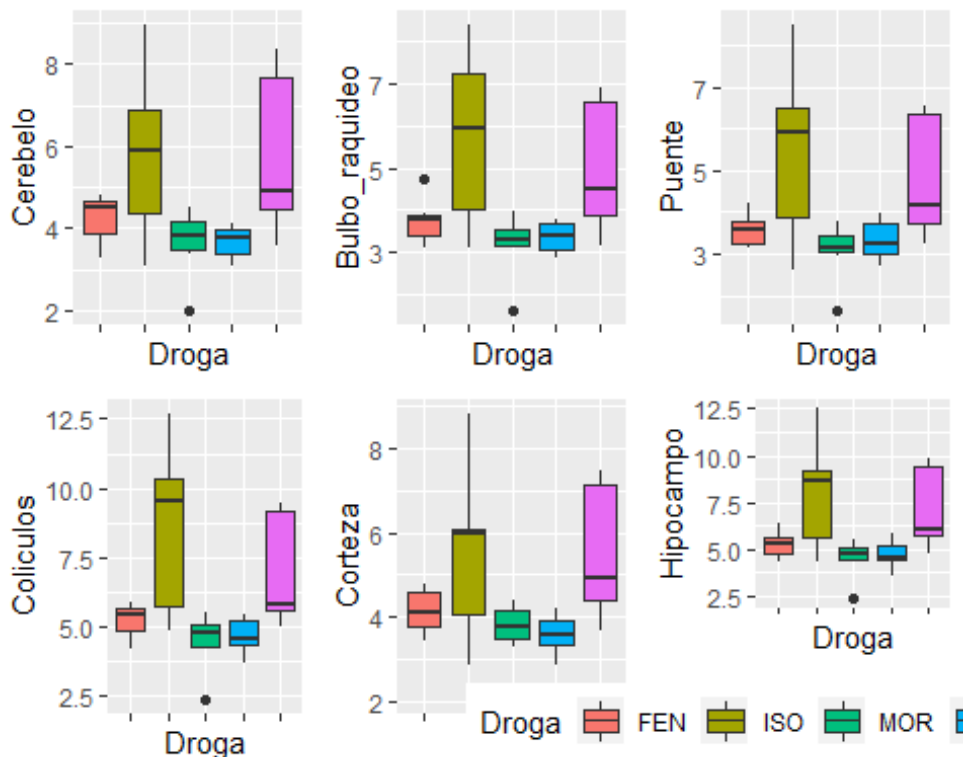 Cerebelo
8
6
4
2
Droga
Bulbo_raquideo
7
5
3
Droga
Puente
7
5
3
Droga
Coliculos
12.5
10.0
7.5
5.0
2.5
Droga
Corteza
8
6
4
2
Hipocampo
12.5
10.0
7.5
5.0
2.5
Droga
Droga FEN ISO MOR